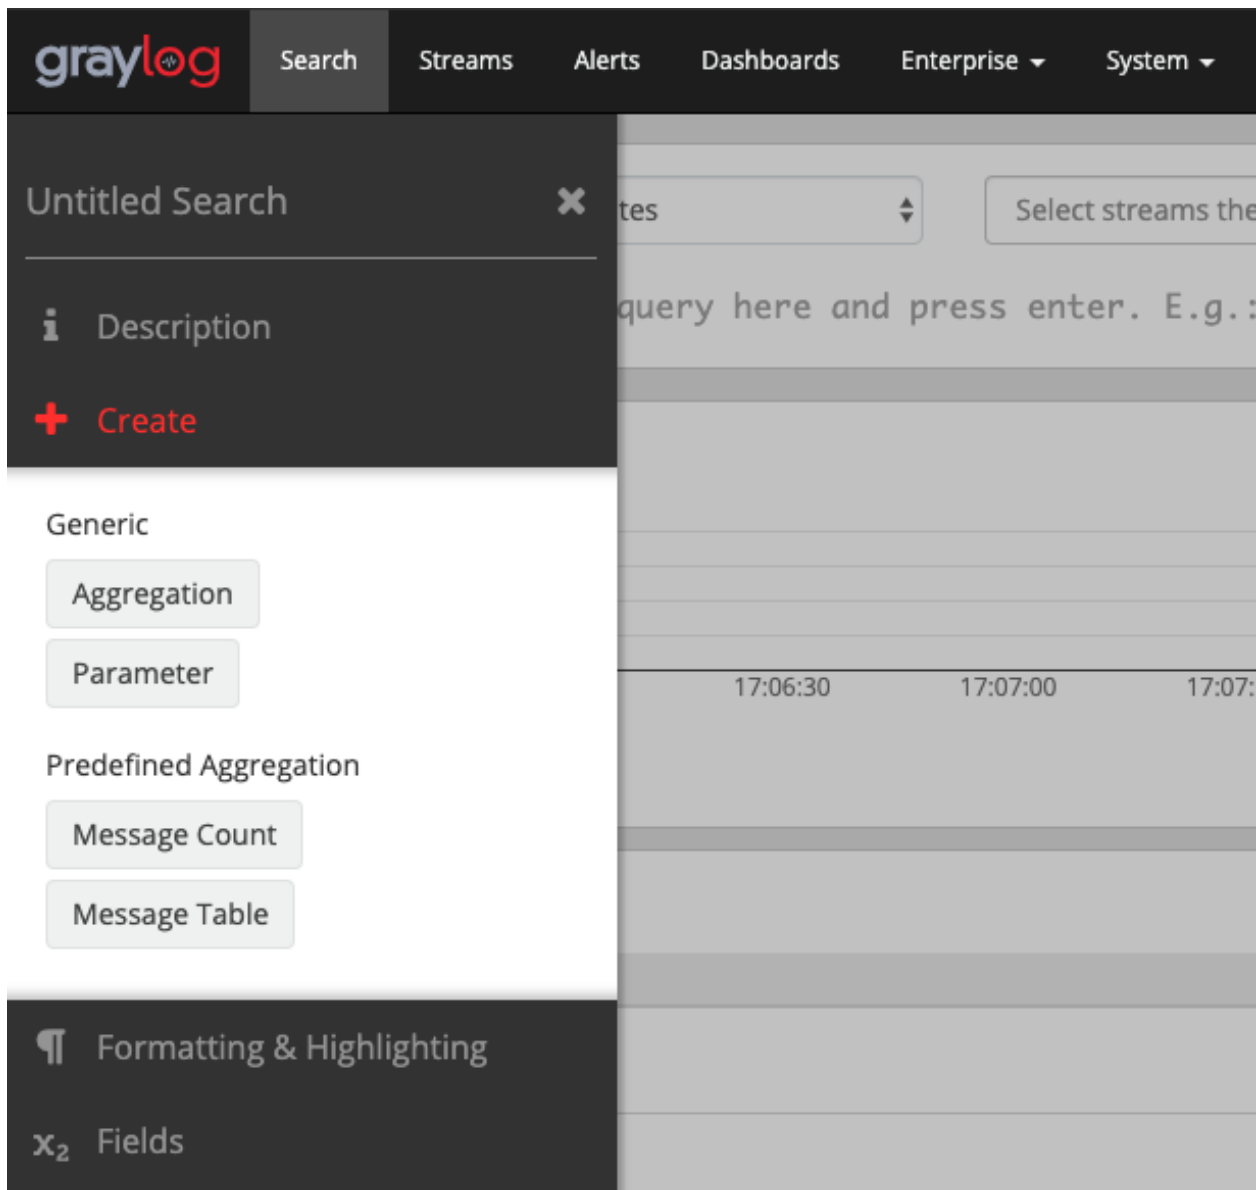 graylog Search Streams Alerts Dashboards Enterprise System
Untitled Search
tes
Select streams the
Description
query here and press enter. E.g.:
Create
Generic
Aggregation
Parameter
17:06:30 17:07:00 17:07:
Predefined Aggregation
Message Count
Message Table
Formatting & Highlighting
x₂ Fields